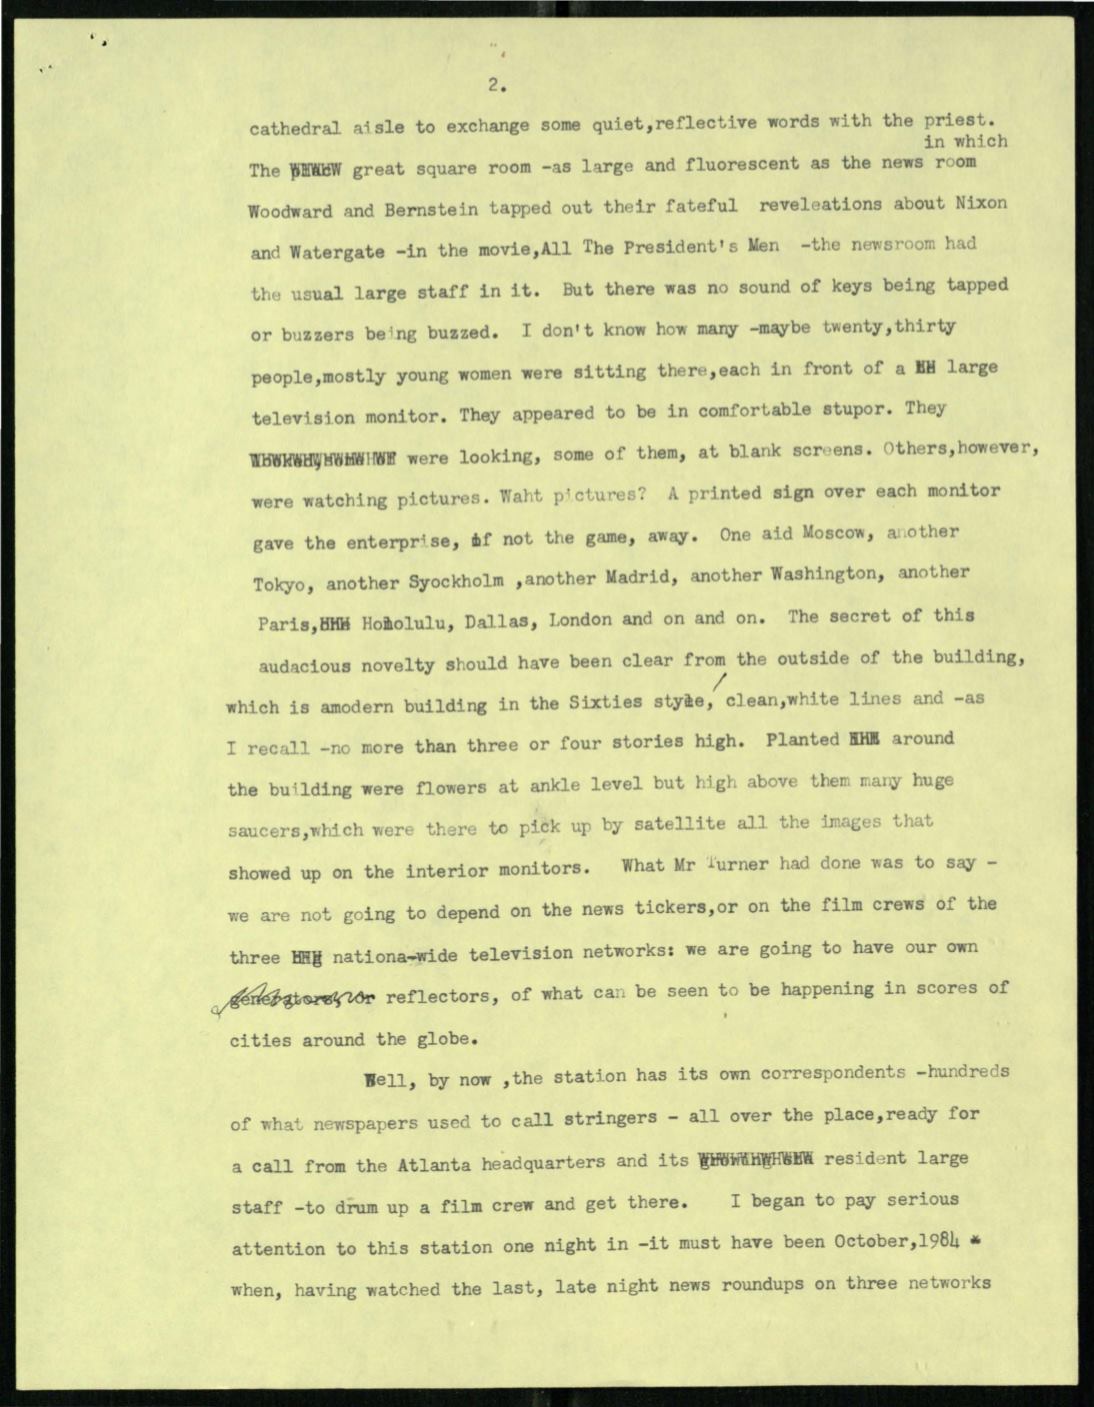 2.
cathedral aisle to exchange some quiet,reflective words with the priest.
in which
The great square room -as large and fluorescent as the news room
Woodward and Bernstein tapped out their fateful reveleations about Nixon
and Watergate -in the movie,All The President's Men -the newsroom had
the usual large staff in it. But there was no sound of keys being tapped
or buzzers being buzzed. I don't know how many -maybe twenty,thirty
people,mostly young women were sitting there,each in front of a large
television monitor. They appeared to be in comfortable stupor. They
were looking, some of them, at blank screens. Others,however,
were watching pictures. Waht pictures? A printed sign over each monitor
gave the enterprise, if not the game, away. One aid Moscow, another
Tokyo, another Syockholm ,another Madrid, another Washington, another
Paris, Honolulu, Dallas, London and on and on. The secret of this
audacious novelty should have been clear from the outside of the building,
which is amodern building in the Sixties style, clean,white lines and -as
I recall -no more than three or four stories high. Planted around
the building were flowers at ankle level but high above them many huge
saucers,which were there to pick up by satellite all the images that
showed up on the interior monitors. What Mr Turner had done was to say -
we are not going to depend on the news tickers,or on the film crews of the
three nationa-wide television networks: we are going to have our own
generators, or reflectors, of what can be seen to be happening in scores of
cities around the globe.
Well, by now ,the station has its own correspondents -hundreds
of what newspapers used to call stringers - all over the place,ready for
a call from the Atlanta headquarters and its resident large
staff -to drum up a film crew and get there. I began to pay serious
attention to this station one night in -it must have been October,1984 *
when, having watched the last, late night news roundups on three networks